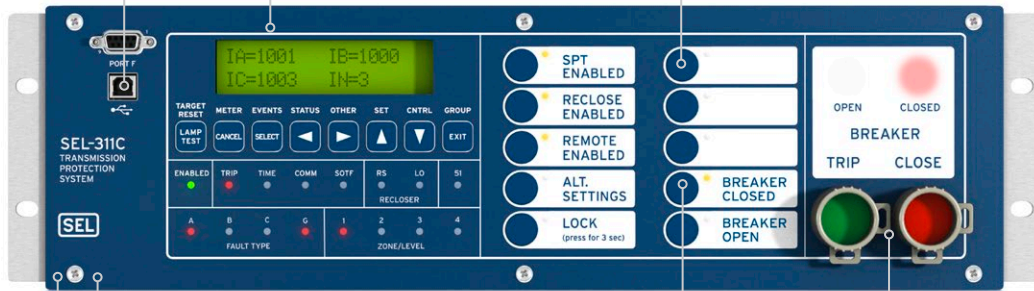 PORT F
SEL-311C
TRANSMISSION
PROTECTION
SYSTEM
SEL
IA=1001 IB=1000
IC=1003 IN=3
TARGET RESET METER EVENTS STATUS OTHER SET CNTRL GROUP
LAMP TEST CANCEL SELECT EXIT
ENABLED TRIP TIME COMM SOTF RS LO 51
RECLOSER
A B C G 1 2 3 4
FAULT TYPE ZONE/LEVEL
SPT
ENABLED
RECLOSE
ENABLED
REMOTE
ENABLED
ALT.
SETTINGS
LOCK
(press for 3 sec)
BREAKER
CLOSED
BREAKER
OPEN
OPEN CLOSED
BREAKER
TRIP CLOSE